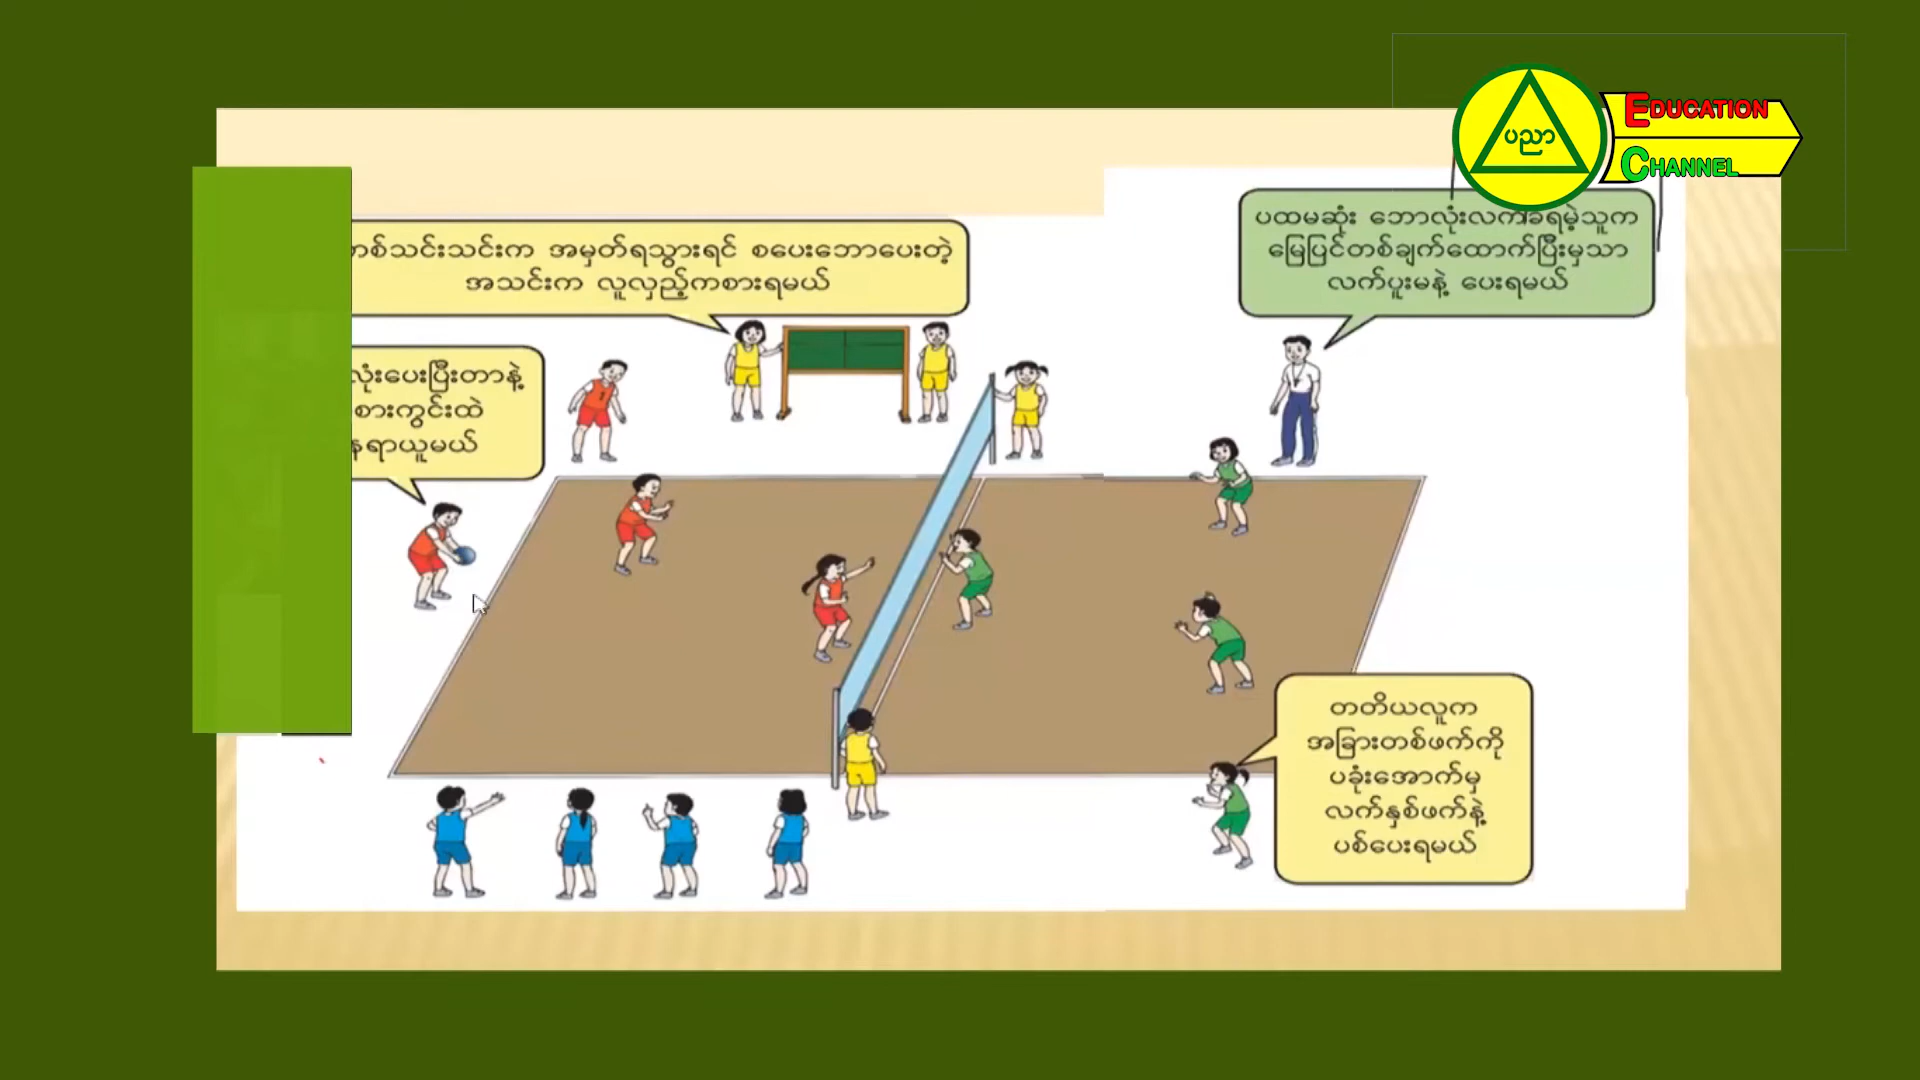 ပညာ
EDUCATION
CHANNEL
တစ်သင်းသင်းက အမှတ်ရသွားရင် စပေးဘောပေးတဲ့
အသင်းက လူလှည့်ကစားရမယ်
ပထမဆုံး ဘောလုံးလက်ခံရမဲ့သူက
မြေပြင်တစ်ချက်ထောက်ပြီးမှသာ
လက်ပူးမနဲ့ ပေးရမယ်
လုံးပေးပြီးတာနဲ့
စားကွင်းထဲ
နေရာယူမယ်
တတိယလူက
အခြားတစ်ဖက်ကို
ပခုံးအောက်မှ
လက်နှစ်ဖက်နဲ့
ပစ်ပေးရမယ်